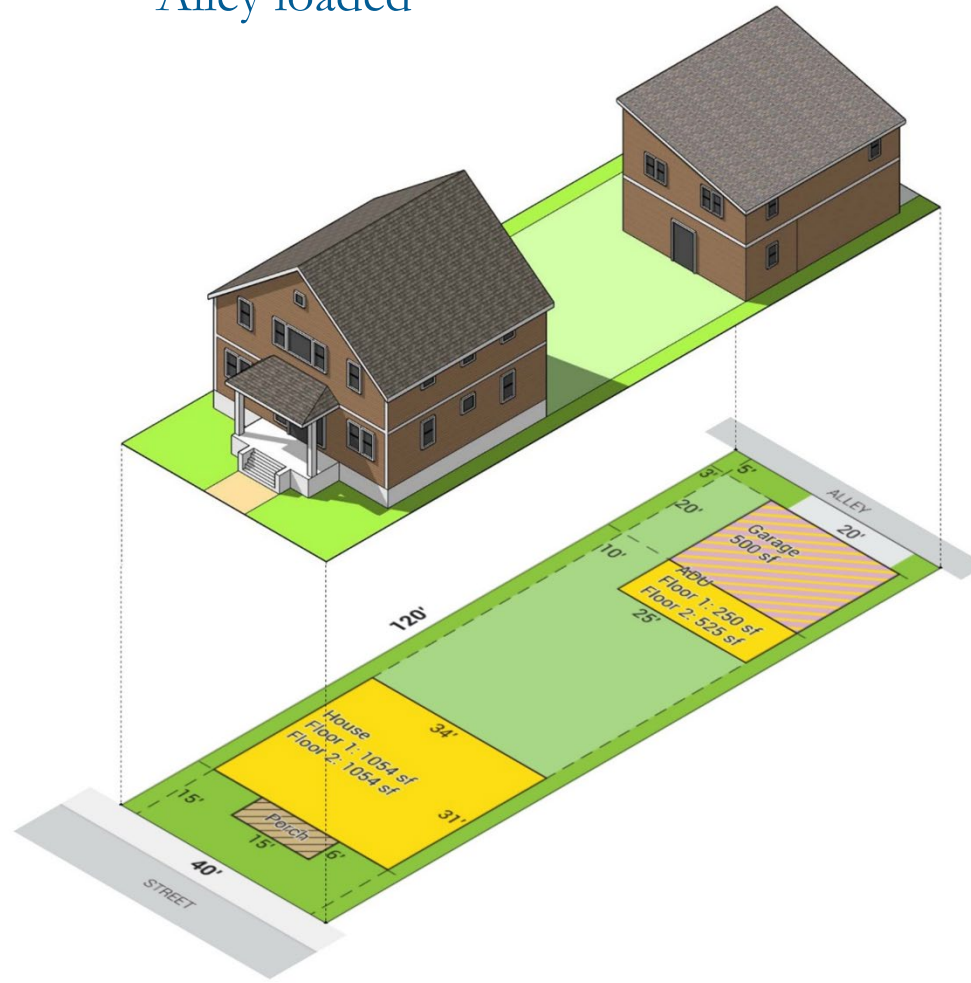 Alley loaded
ALLEY
3'
5'
20'
20'
Garage
500 sf
10'
ADU
Floor 1: 250 sf
Floor 2: 525 sf
25'
120'
House
Floor 1: 1054 sf
Floor 2: 1054 sf
34'
31'
15'
Porch
15'
6'
40'
STREET